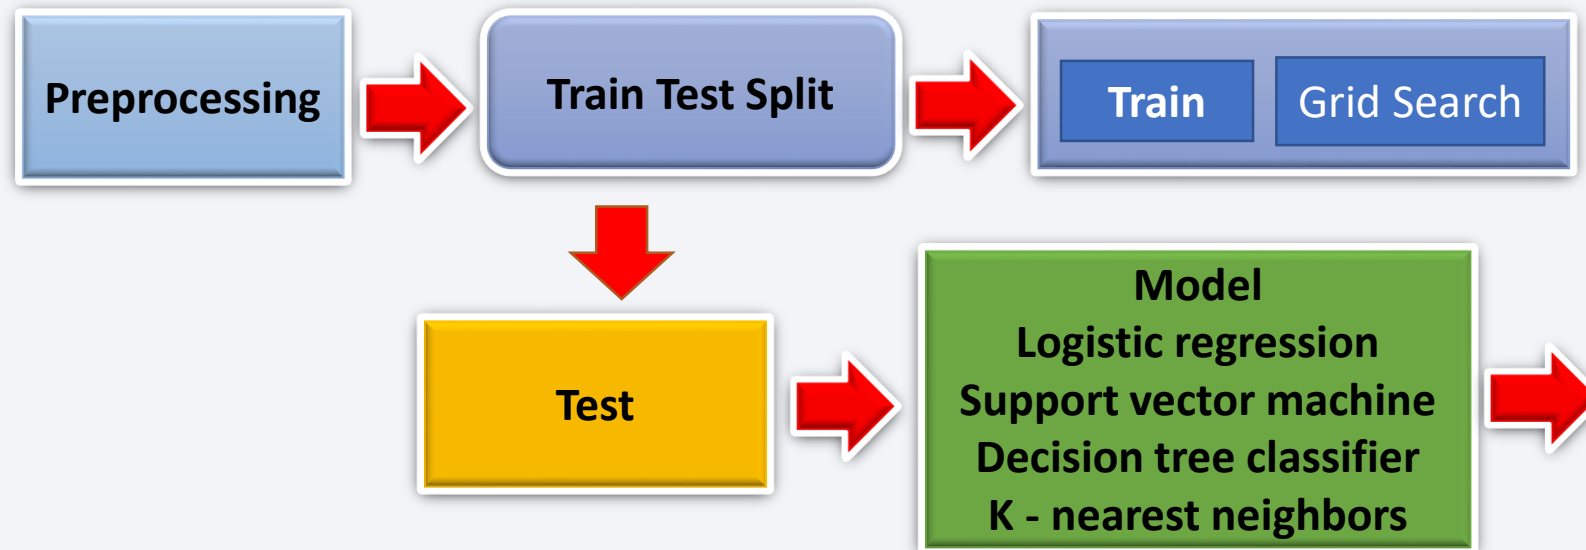 Preprocessing
Train Test Split
Train
Grid Search
Test
Model
Logistic regression
Support vector machine
Decision tree classifier
K - nearest neighbors